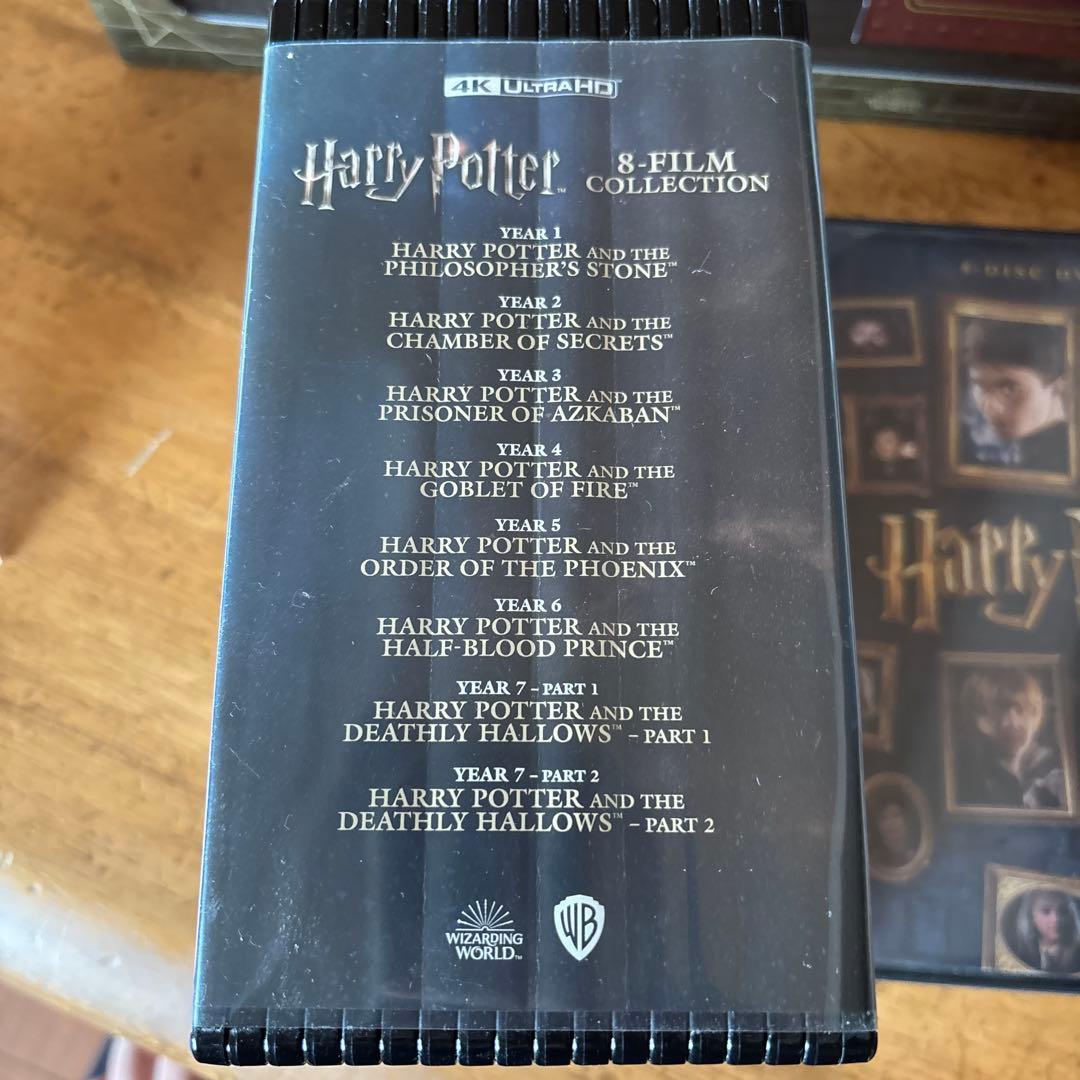 4K ULTRAHD
Harry Potter™ 8-FILM COLLECTION
YEAR 1
HARRY POTTER AND THE
PHILOSOPHER'S STONE™
YEAR 2
HARRY POTTER AND THE
CHAMBER OF SECRETS™
YEAR 3
HARRY POTTER AND THE
PRISONER OF AZKABAN™
YEAR 4
HARRY POTTER AND THE
GOBLET OF FIRE™
YEAR 5
HARRY POTTER AND THE
ORDER OF THE PHOENIX™
YEAR 6
HARRY POTTER AND THE
HALF-BLOOD PRINCE™
YEAR 7 – PART 1
HARRY POTTER AND THE
DEATHLY HALLOWS™ – PART 1
YEAR 7 – PART 2
HARRY POTTER AND THE
DEATHLY HALLOWS™ – PART 2
WIZARDING
WORLD™
WB
DISC
Harry